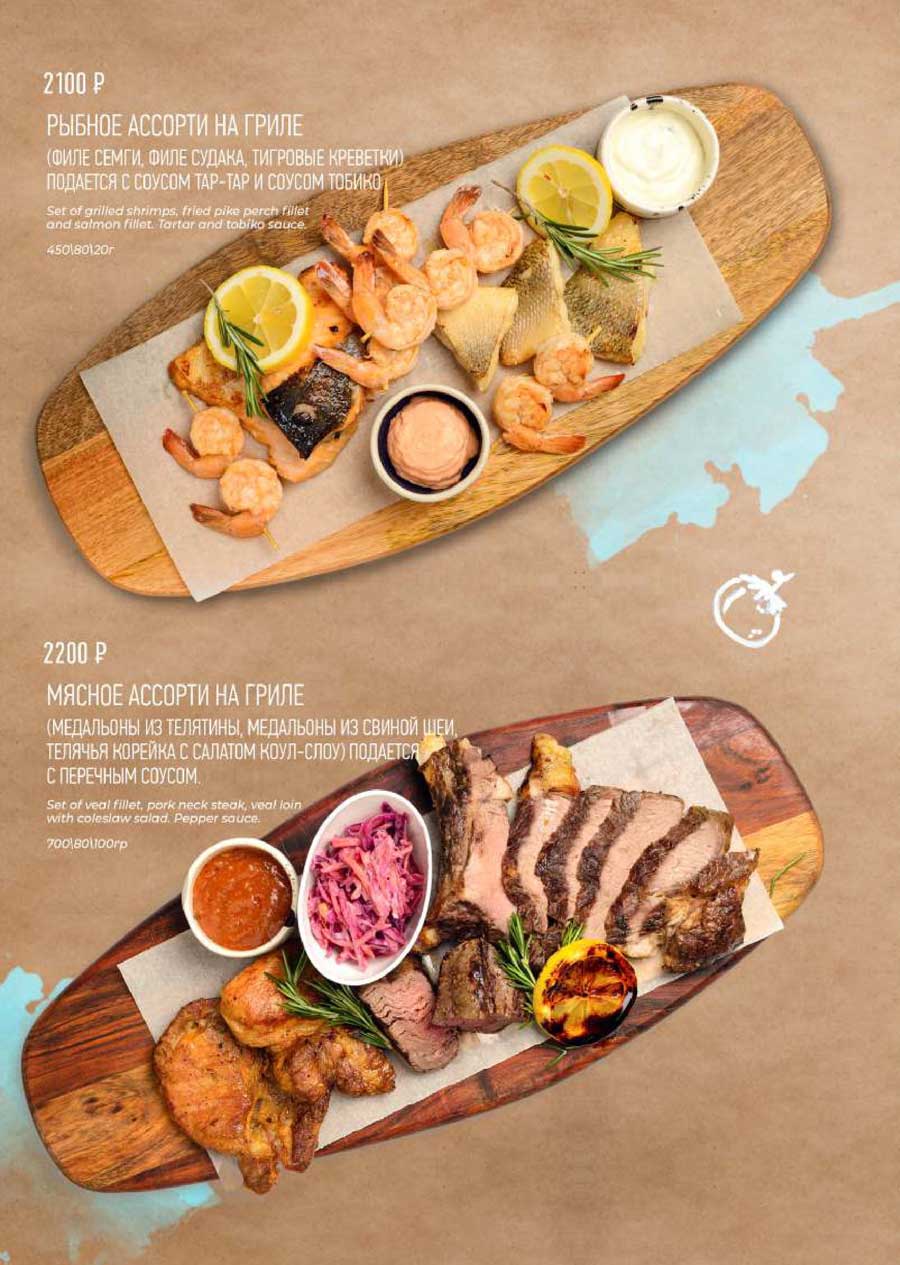 2100 ₽
РЫБНОЕ АССОРТИ НА ГРИЛЕ
(ФИЛЕ СЕМГИ, ФИЛЕ СУДАКА, ТИГРОВЫЕ КРЕВЕТКИ)
ПОДАЕТСЯ С СОУСОМ ТАР-ТАР И СОУСОМ ТОБИКО
Set of grilled shrimps, fried pike perch fillet
and salmon fillet. Tartar and tobiko sauce.
450\80\20г
2200 ₽
МЯСНОЕ АССОРТИ НА ГРИЛЕ
(МЕДАЛЬОНЫ ИЗ ТЕЛЯТИНЫ, МЕДАЛЬОНЫ ИЗ СВИНОЙ ШЕИ,
ТЕЛЯЧЬЯ КОРЕЙКА С САЛАТОМ КОУЛ-СЛОУ) ПОДАЕТСЯ
С ПЕРЕЧНЫМ СОУСОМ.
Set of veal fillet, pork neck steak, veal loin
with coleslaw salad. Pepper sauce.
700\80\100гр